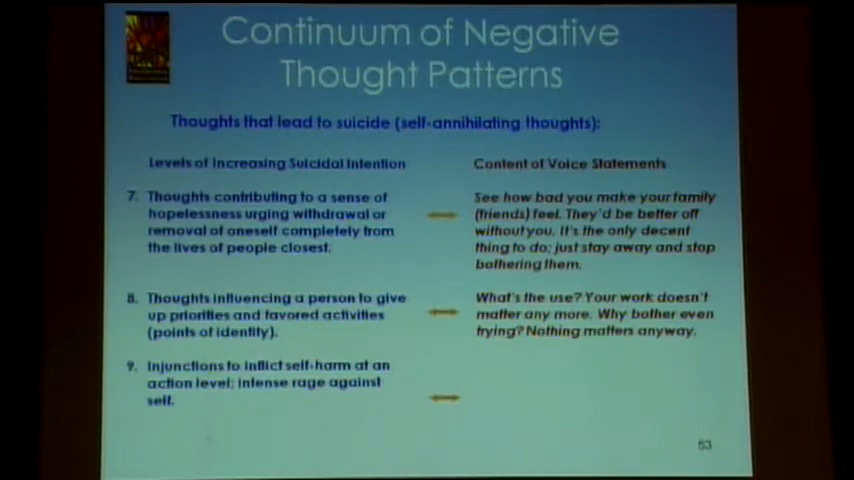 Continuum of Negative
Thought Patterns
Thoughts that lead to suicide (self-annihilating thoughts):
Levels of Increasing Suicidal Intention
Content of Voice Statements
7. Thoughts contributing to a sense of
hopelessness urging withdrawal or
removal of oneself completely from
the lives of people closest.
See how bad you make your family
(friends) feel. They'd be better off
without you. It's the only decent
thing to do; just stay away and stop
bothering them.
8. Thoughts influencing a person to give
up priorities and favored activities
(points of identity).
What's the use? Your work doesn't
matter any more. Why bother even
trying? Nothing matters anyway.
9. Injunctions to inflict self-harm at an
action level; intense rage against
self.
53